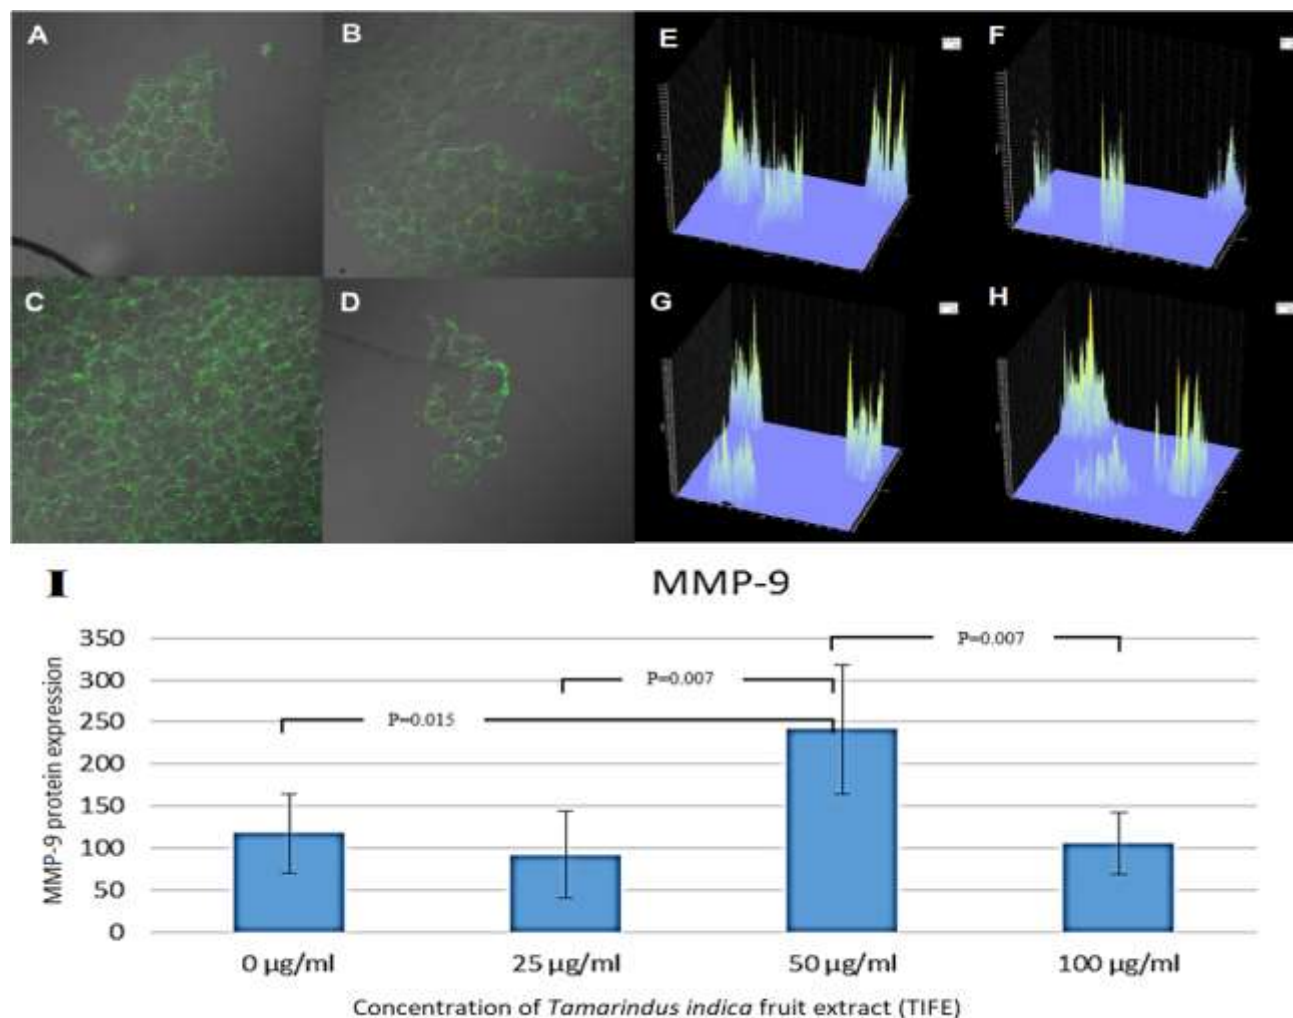 A
B
E
F
C
D
G
H
I
MMP-9
350
300
250
200
150
100
50
0
MMP-9 protein expression
P=0.007
P=0.007
P=0.015
0 µg/ml
25 µg/ml
50 µg/ml
100 µg/ml
Concentration of Tamarindus indica fruit extract (TIFE)